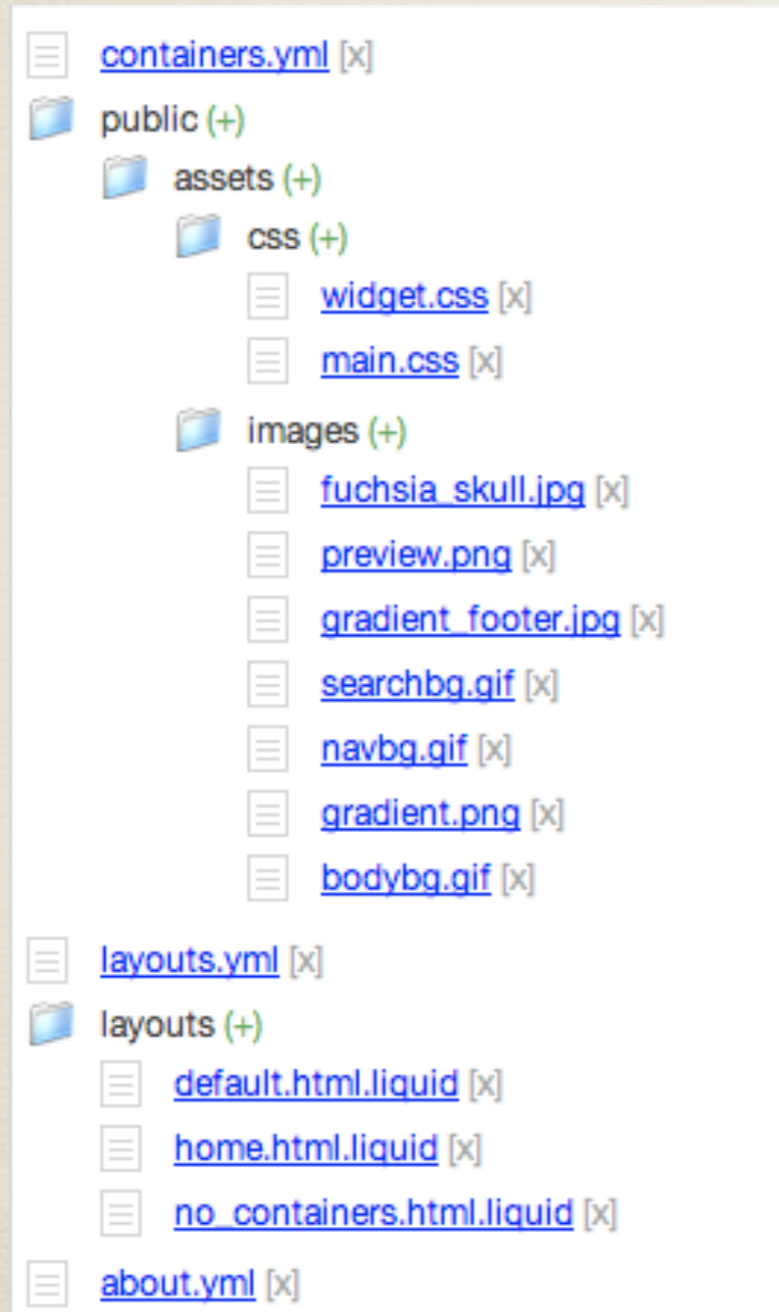 containers.yml [x]
public (+)
assets (+)
css (+)
widget.css [x]
main.css [x]
images (+)
fuchsia_skull.jpg [x]
preview.png [x]
gradient_footer.jpg [x]
searchbg.gif [x]
navbg.gif [x]
gradient.png [x]
bodybg.gif [x]
layouts.yml [x]
layouts (+)
default.html.liquid [x]
home.html.liquid [x]
no_containers.html.liquid [x]
about.yml [x]